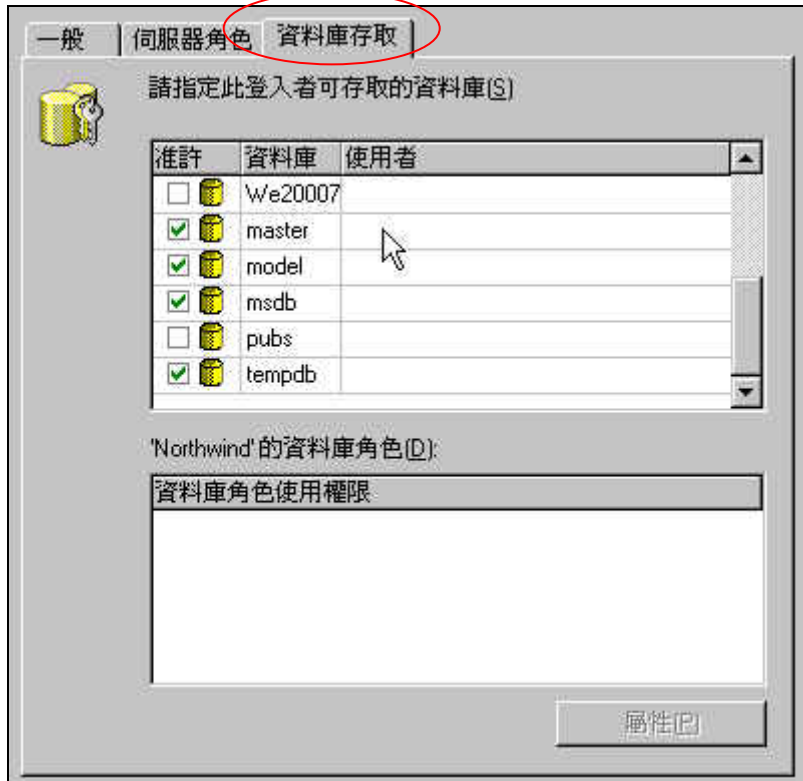 一般 伺服器角色 資料庫存取
請指定此登入者可存取的資料庫(S)
准許 資料庫 使用者
We20007
master
model
msdb
pubs
tempdb
'Northwind' 的資料庫角色(D):
資料庫角色使用權限
屬性(P)